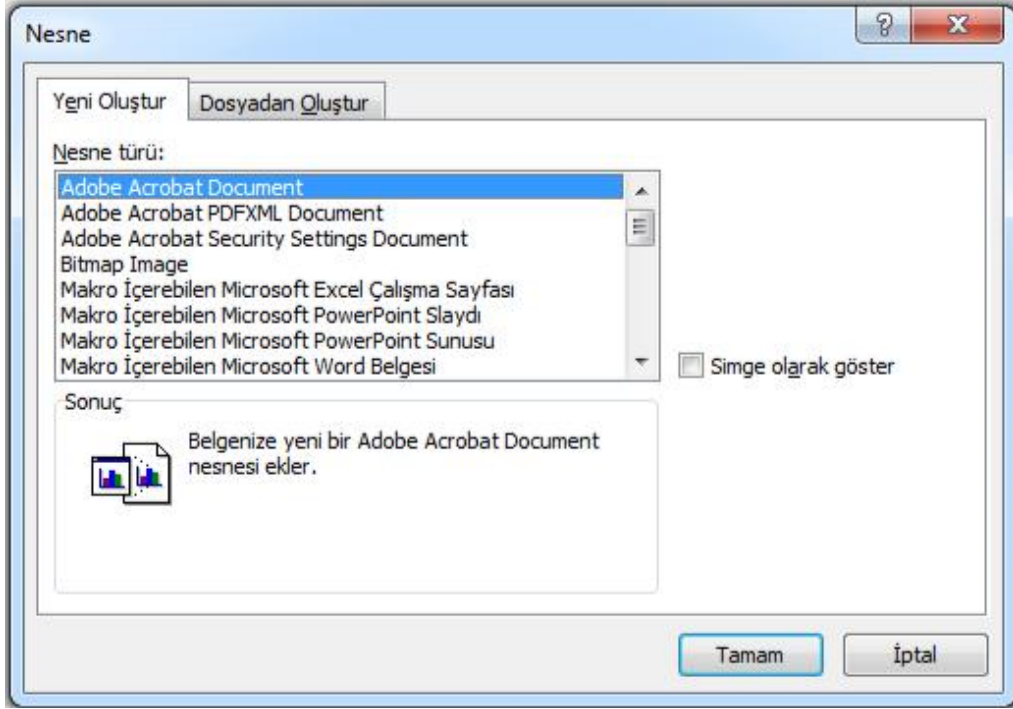 Nesne
Yeni Oluştur
Dosyadan Oluştur
Nesne türü:
Adobe Acrobat Document
Adobe Acrobat PDFXML Document
Adobe Acrobat Security Settings Document
Bitmap Image
Makro İçerebilen Microsoft Excel Çalışma Sayfası
Makro İçerebilen Microsoft PowerPoint Slaydı
Makro İçerebilen Microsoft PowerPoint Sunusu
Makro İçerebilen Microsoft Word Belgesi
Simge olarak göster
Sonuç
Belgenize yeni bir Adobe Acrobat Document
nesnesi ekler.
Tamam
İptal